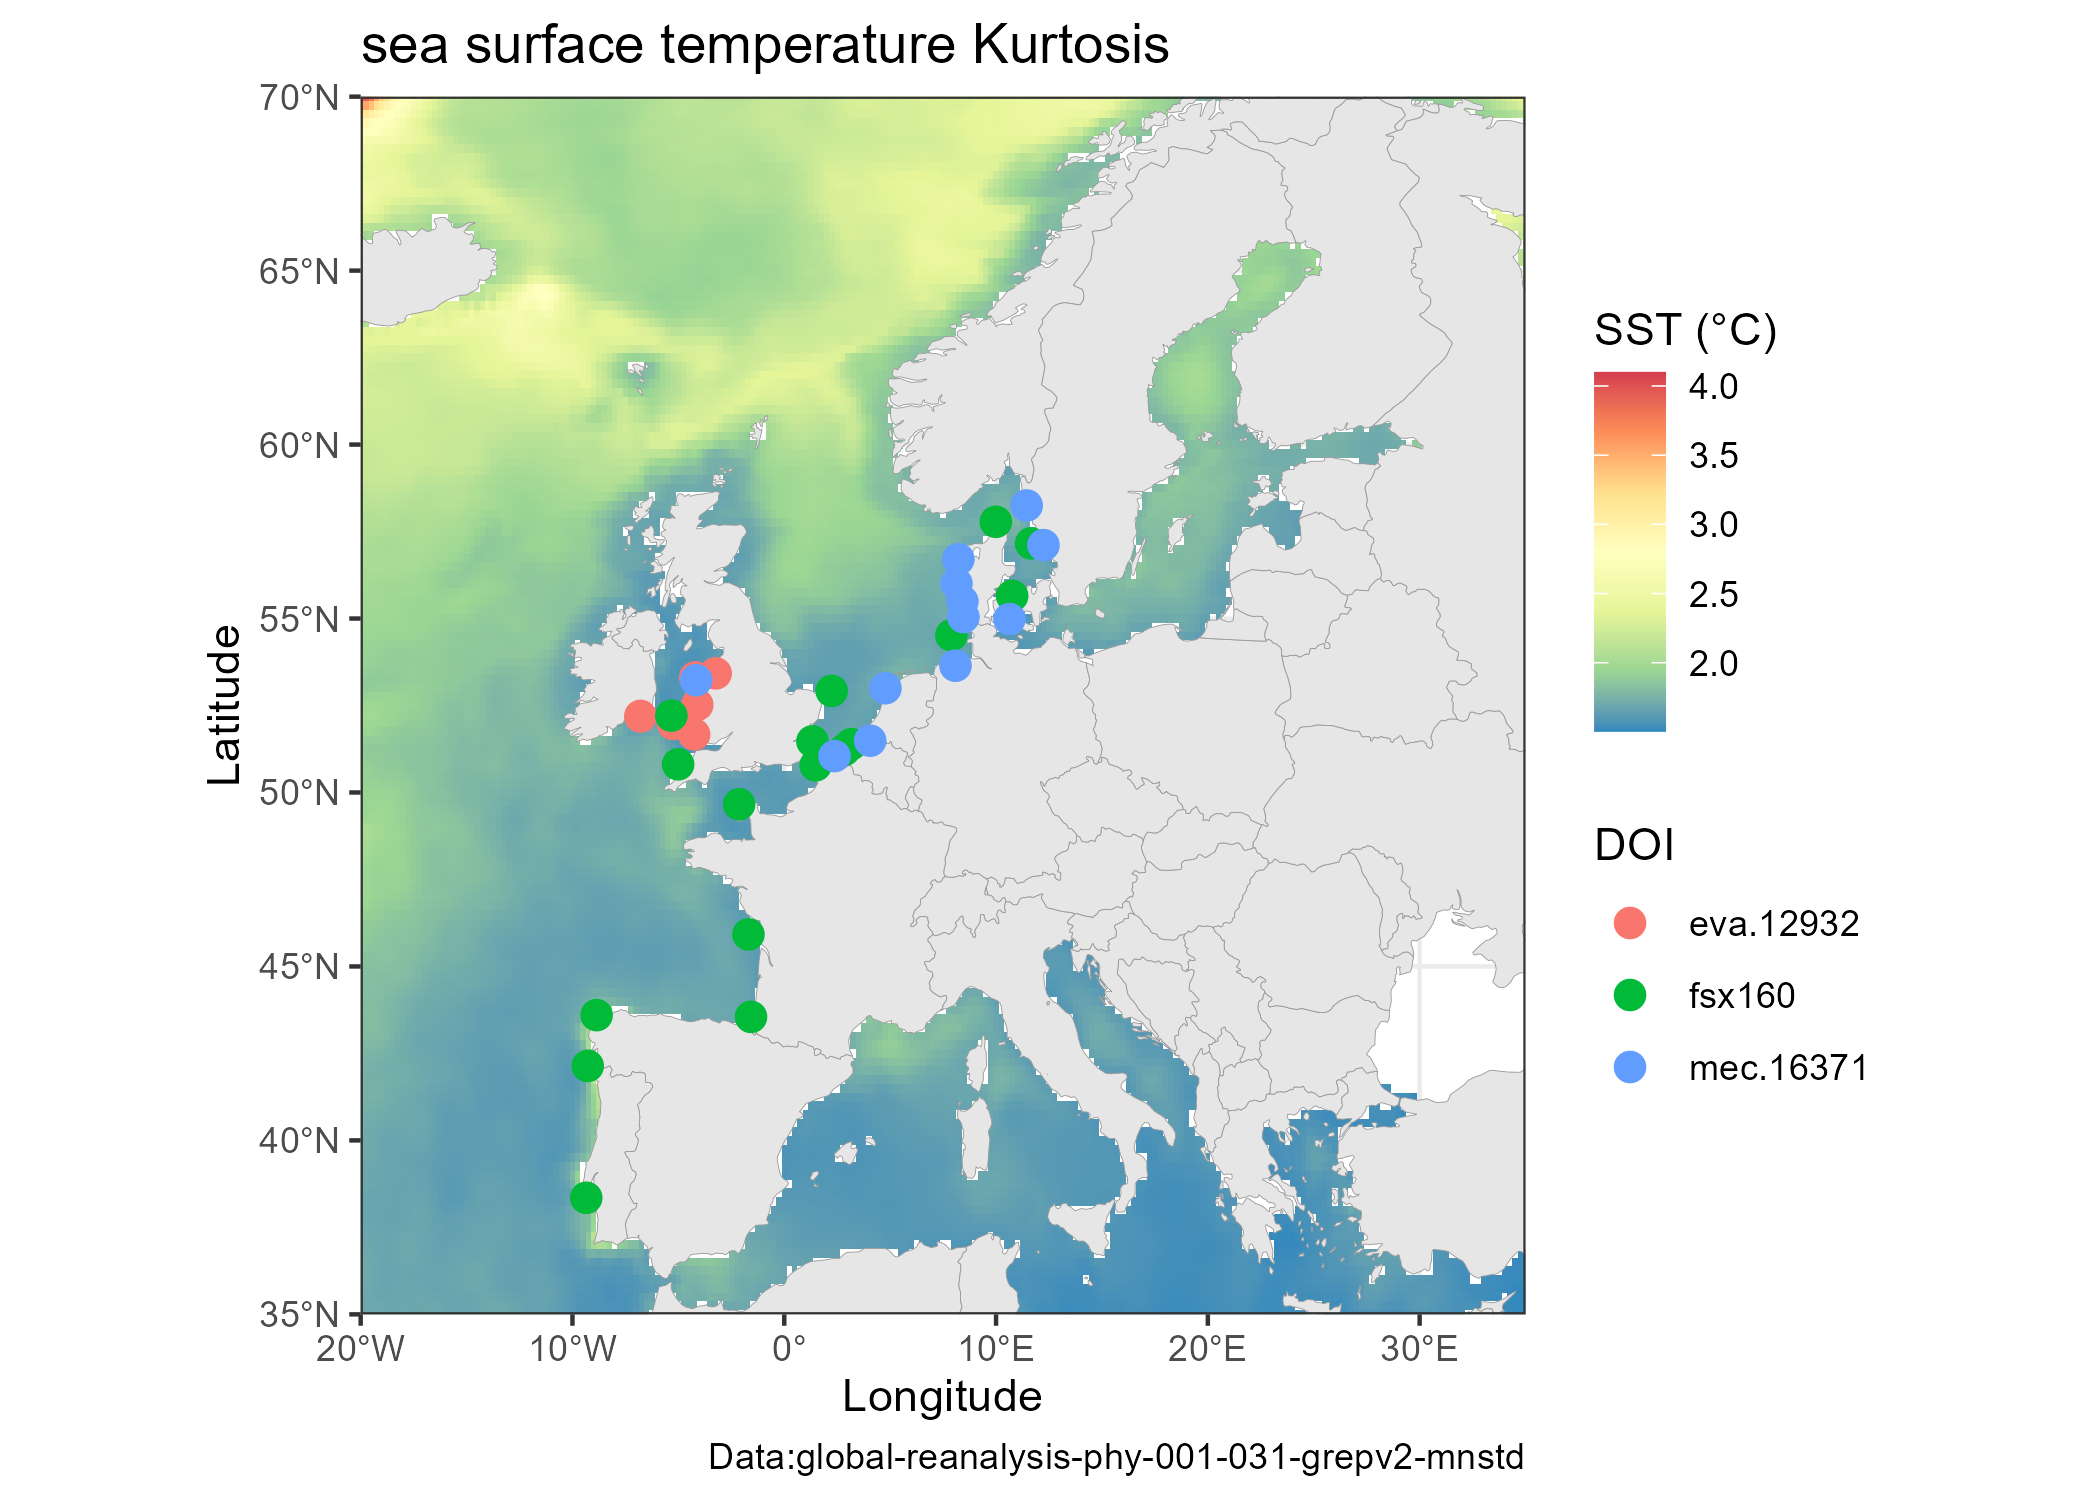 sea surface temperature Kurtosis
70°N
65°N
60°N
55°N
50°N
45°N
40°N
35°N
Latitude
20°W 10°W 0° 10°E 20°E 30°E
Longitude
Data:global-reanalysis-phy-001-031-grepv2-mnstd
SST (°C)
4.0
3.5
3.0
2.5
2.0
DOI
eva.12932
fsx160
mec.16371